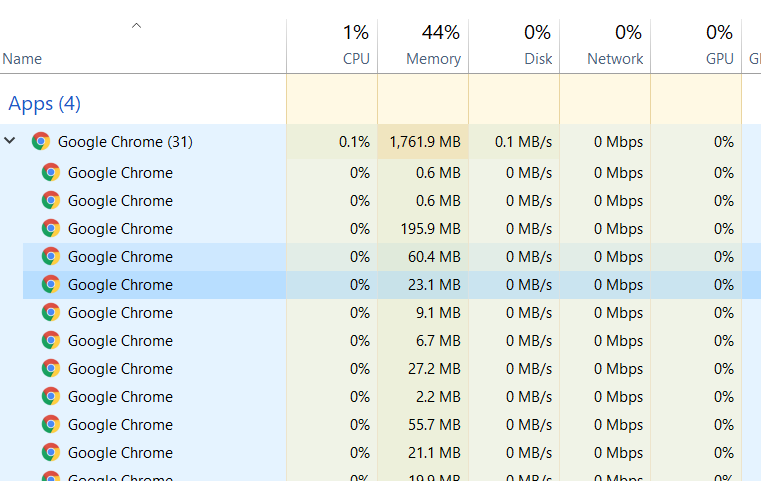 1% 44% 0% 0% 0%
Name CPU Memory Disk Network GPU
Apps (4)
Google Chrome (31) 0.1% 1,761.9 MB 0.1 MB/s 0 Mbps 0%
Google Chrome 0% 0.6 MB 0 MB/s 0 Mbps 0%
Google Chrome 0% 0.6 MB 0 MB/s 0 Mbps 0%
Google Chrome 0% 195.9 MB 0 MB/s 0 Mbps 0%
Google Chrome 0% 60.4 MB 0 MB/s 0 Mbps 0%
Google Chrome 0% 23.1 MB 0 MB/s 0 Mbps 0%
Google Chrome 0% 9.1 MB 0 MB/s 0 Mbps 0%
Google Chrome 0% 6.7 MB 0 MB/s 0 Mbps 0%
Google Chrome 0% 27.2 MB 0 MB/s 0 Mbps 0%
Google Chrome 0% 2.2 MB 0 MB/s 0 Mbps 0%
Google Chrome 0% 55.7 MB 0 MB/s 0 Mbps 0%
Google Chrome 0% 21.1 MB 0 MB/s 0 Mbps 0%
Google Chrome 0% 19.9 MB 0 MB/s 0 Mbps 0%